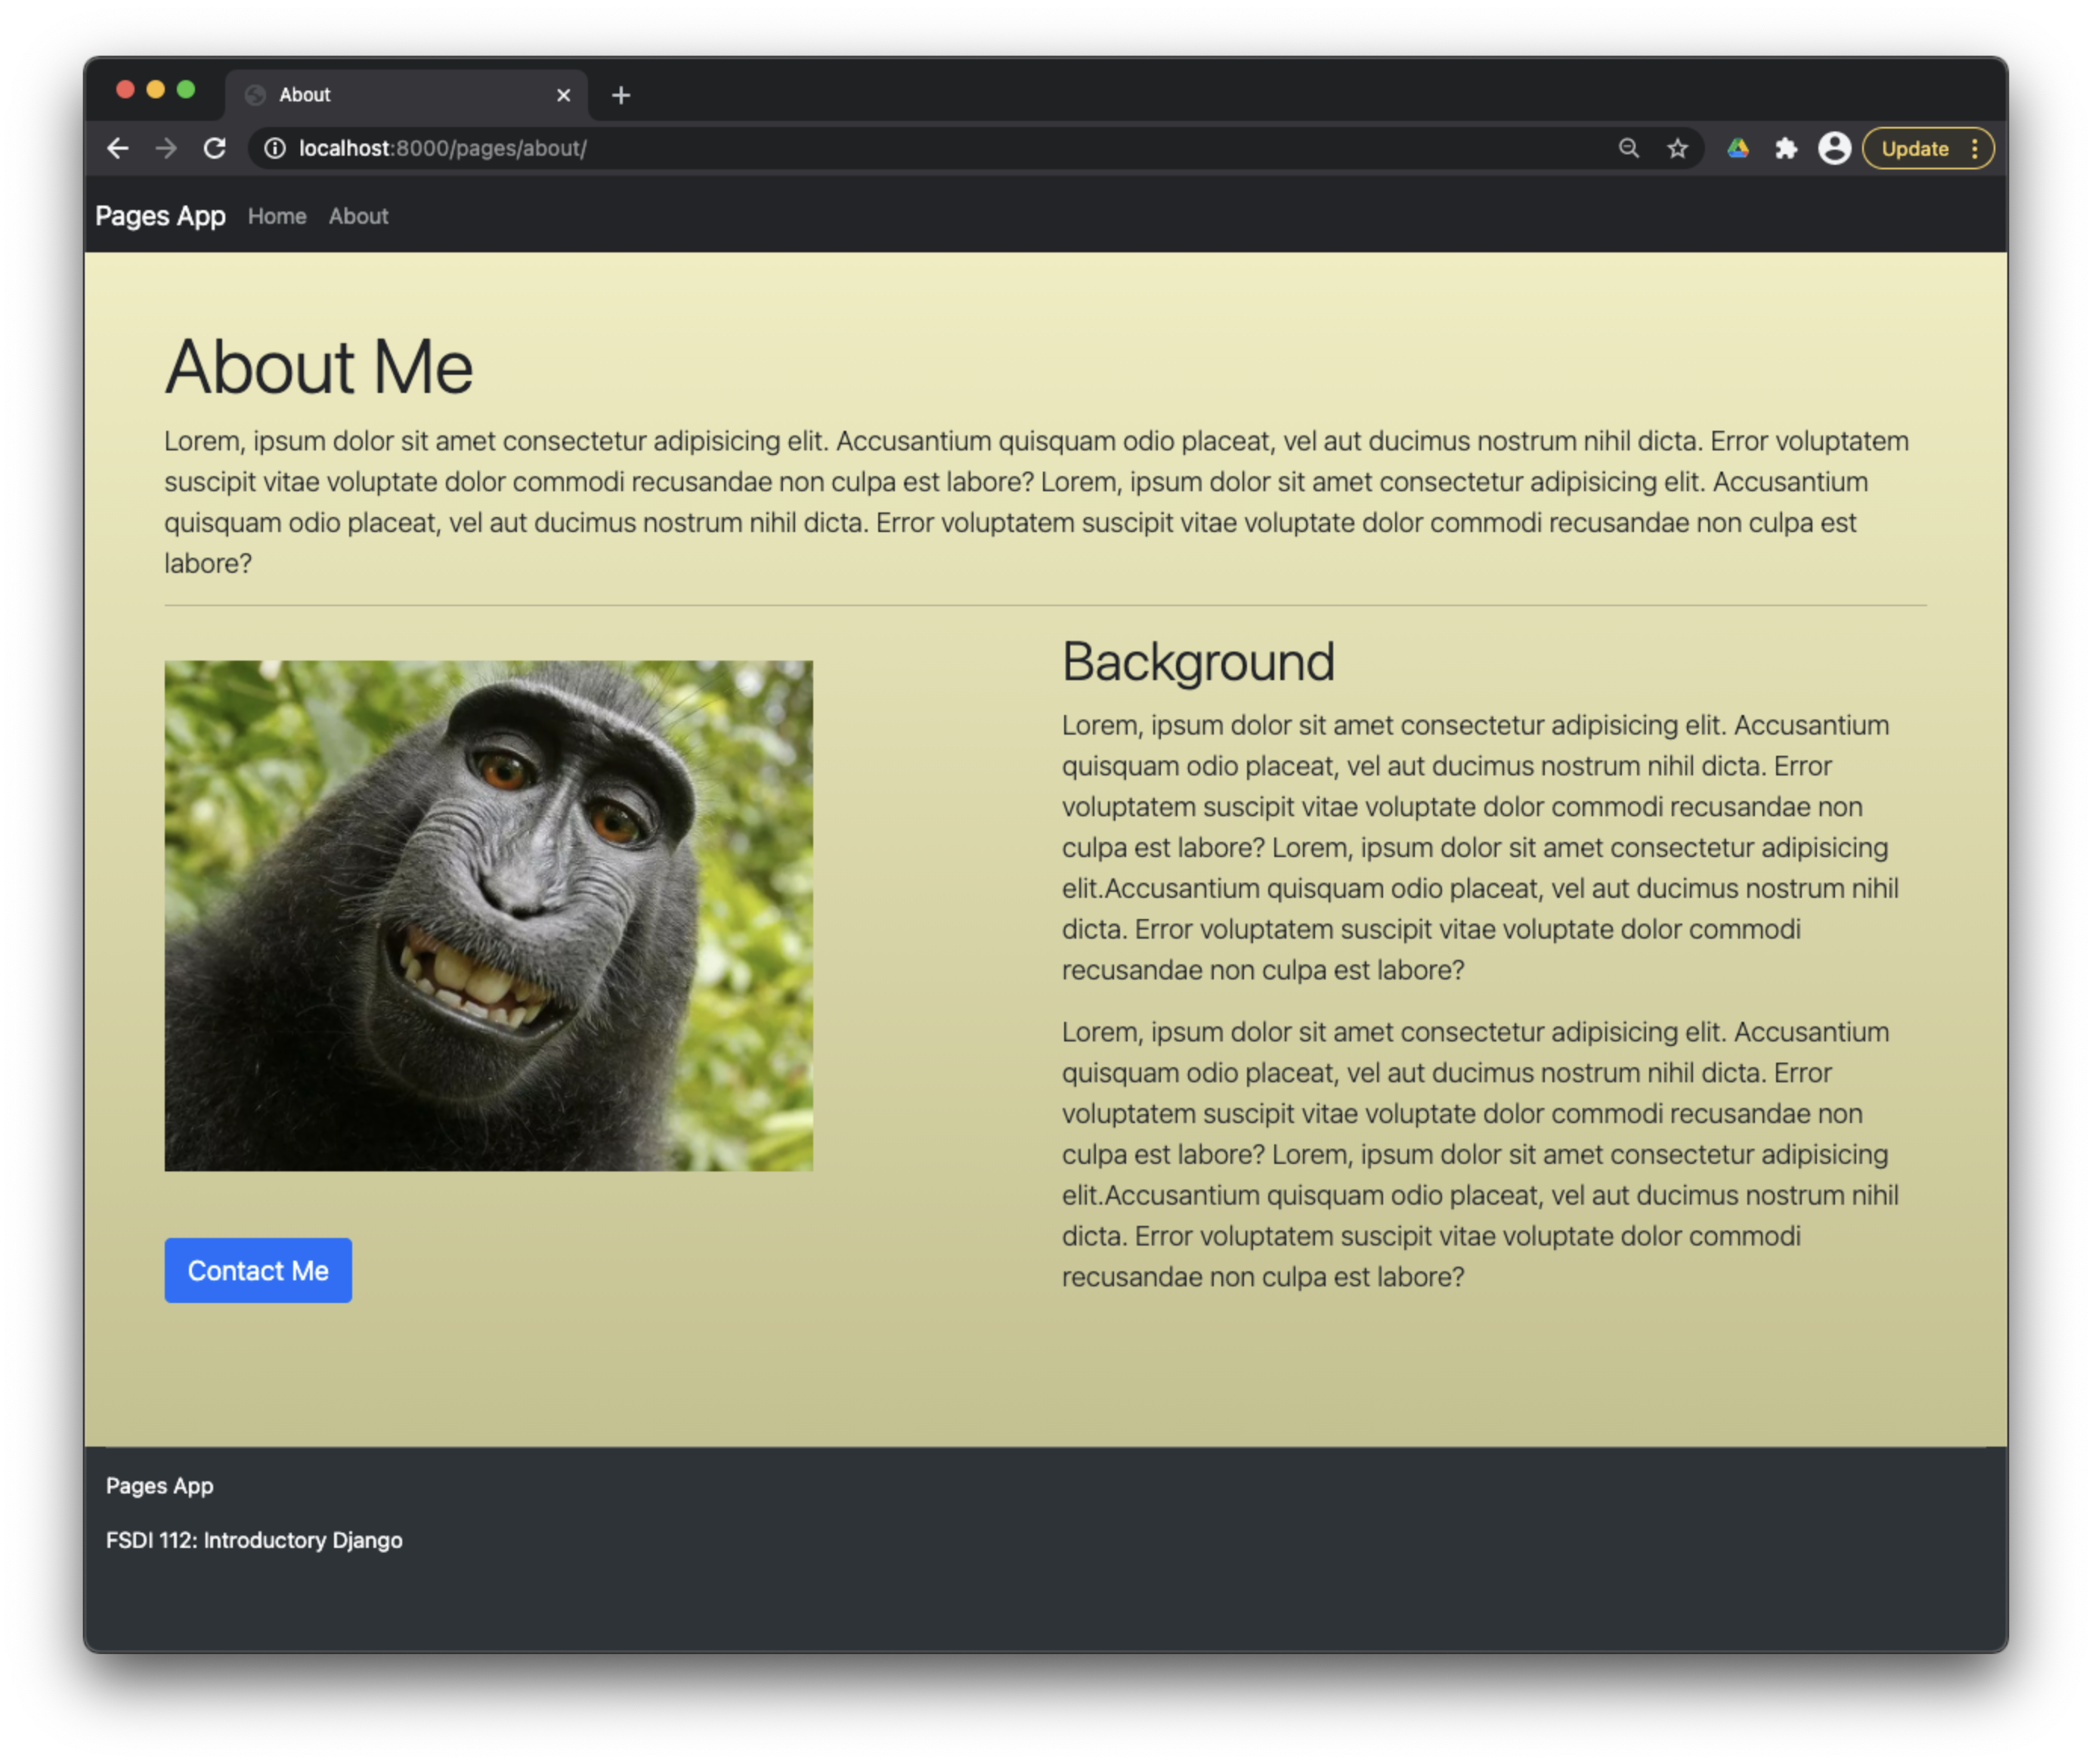 About
localhost:8000/pages/about/
Update
Pages App Home About
About Me
Lorem, ipsum dolor sit amet consectetur adipisicing elit. Accusantium quisquam odio placeat, vel aut ducimus nostrum nihil dicta. Error voluptatem
suscipit vitae voluptate dolor commodi recusandae non culpa est labore? Lorem, ipsum dolor sit amet consectetur adipisicing elit. Accusantium
quisquam odio placeat, vel aut ducimus nostrum nihil dicta. Error voluptatem suscipit vitae voluptate dolor commodi recusandae non culpa est
labore?
Contact Me
Background
Lorem, ipsum dolor sit amet consectetur adipisicing elit. Accusantium
quisquam odio placeat, vel aut ducimus nostrum nihil dicta. Error
voluptatem suscipit vitae voluptate dolor commodi recusandae non
culpa est labore? Lorem, ipsum dolor sit amet consectetur adipisicing
elit.Accusantium quisquam odio placeat, vel aut ducimus nostrum nihil
dicta. Error voluptatem suscipit vitae voluptate dolor commodi
recusandae non culpa est labore?
Lorem, ipsum dolor sit amet consectetur adipisicing elit. Accusantium
quisquam odio placeat, vel aut ducimus nostrum nihil dicta. Error
voluptatem suscipit vitae voluptate dolor commodi recusandae non
culpa est labore? Lorem, ipsum dolor sit amet consectetur adipisicing
elit.Accusantium quisquam odio placeat, vel aut ducimus nostrum nihil
dicta. Error voluptatem suscipit vitae voluptate dolor commodi
recusandae non culpa est labore?
Pages App
FSDI 112: Introductory Django